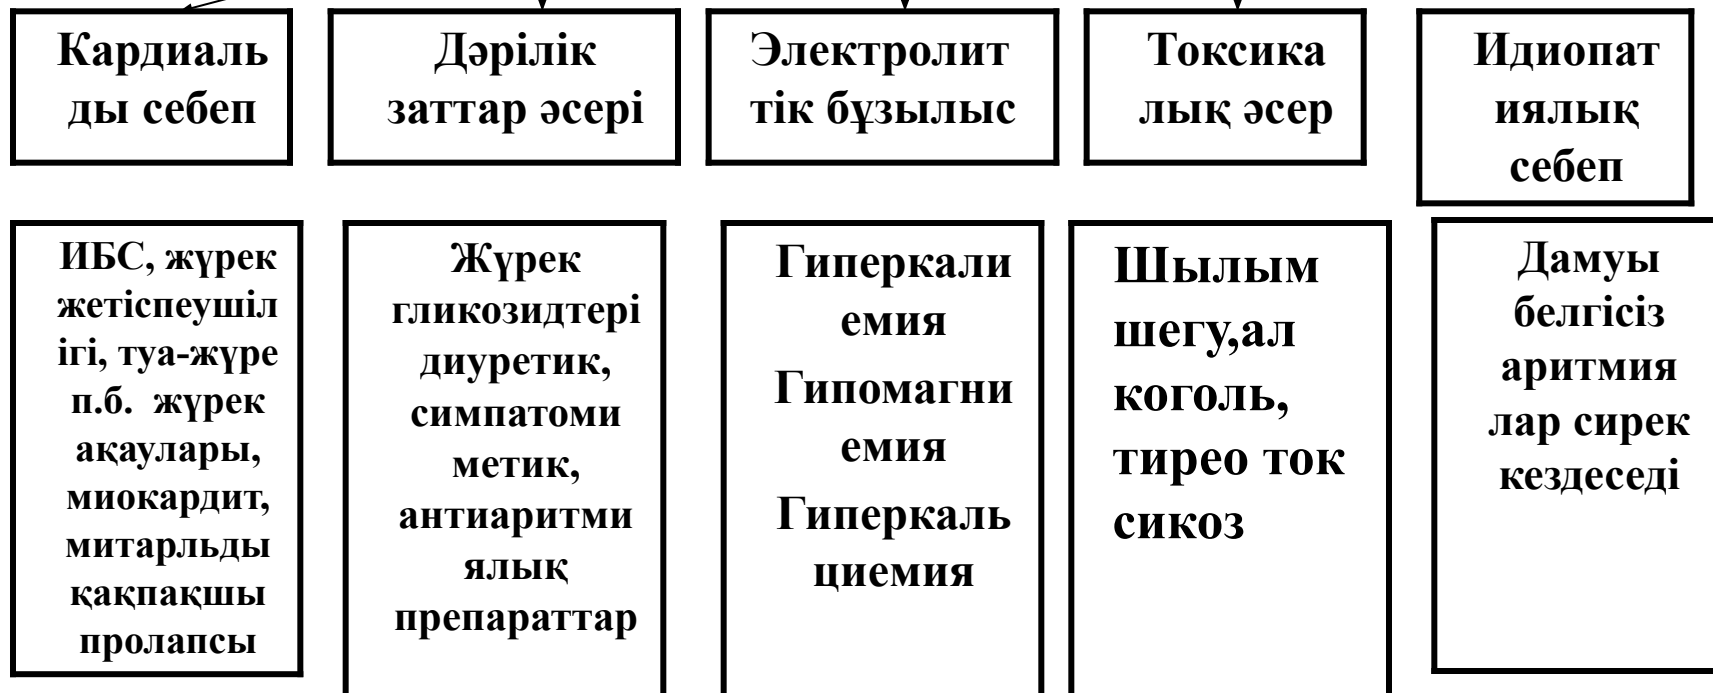 Кардиаль
ды себеп
Дәрілік
заттар әсері
Электролит
тік бұзылыс
Токсика
лық әсер
Идиопат
иялық
себеп
ИБС, жүрек
жетіспеушіл
ігі, туа-жүре
п.б.  жүрек
ақаулары,
миокардит,
митарльды
қақпақшы
пролапсы
Жүрек
гликозидтері
диуретик,
симпатоми
метик,
антиаритми
ялық
препараттар
Гиперкали
емия
Гипомагни
емия
Гиперкаль
циемия
Шылым
шегу,ал
коголь,
тирео ток
сикоз
Дамуы
белгісіз
аритмия
лар сирек
кездеседі